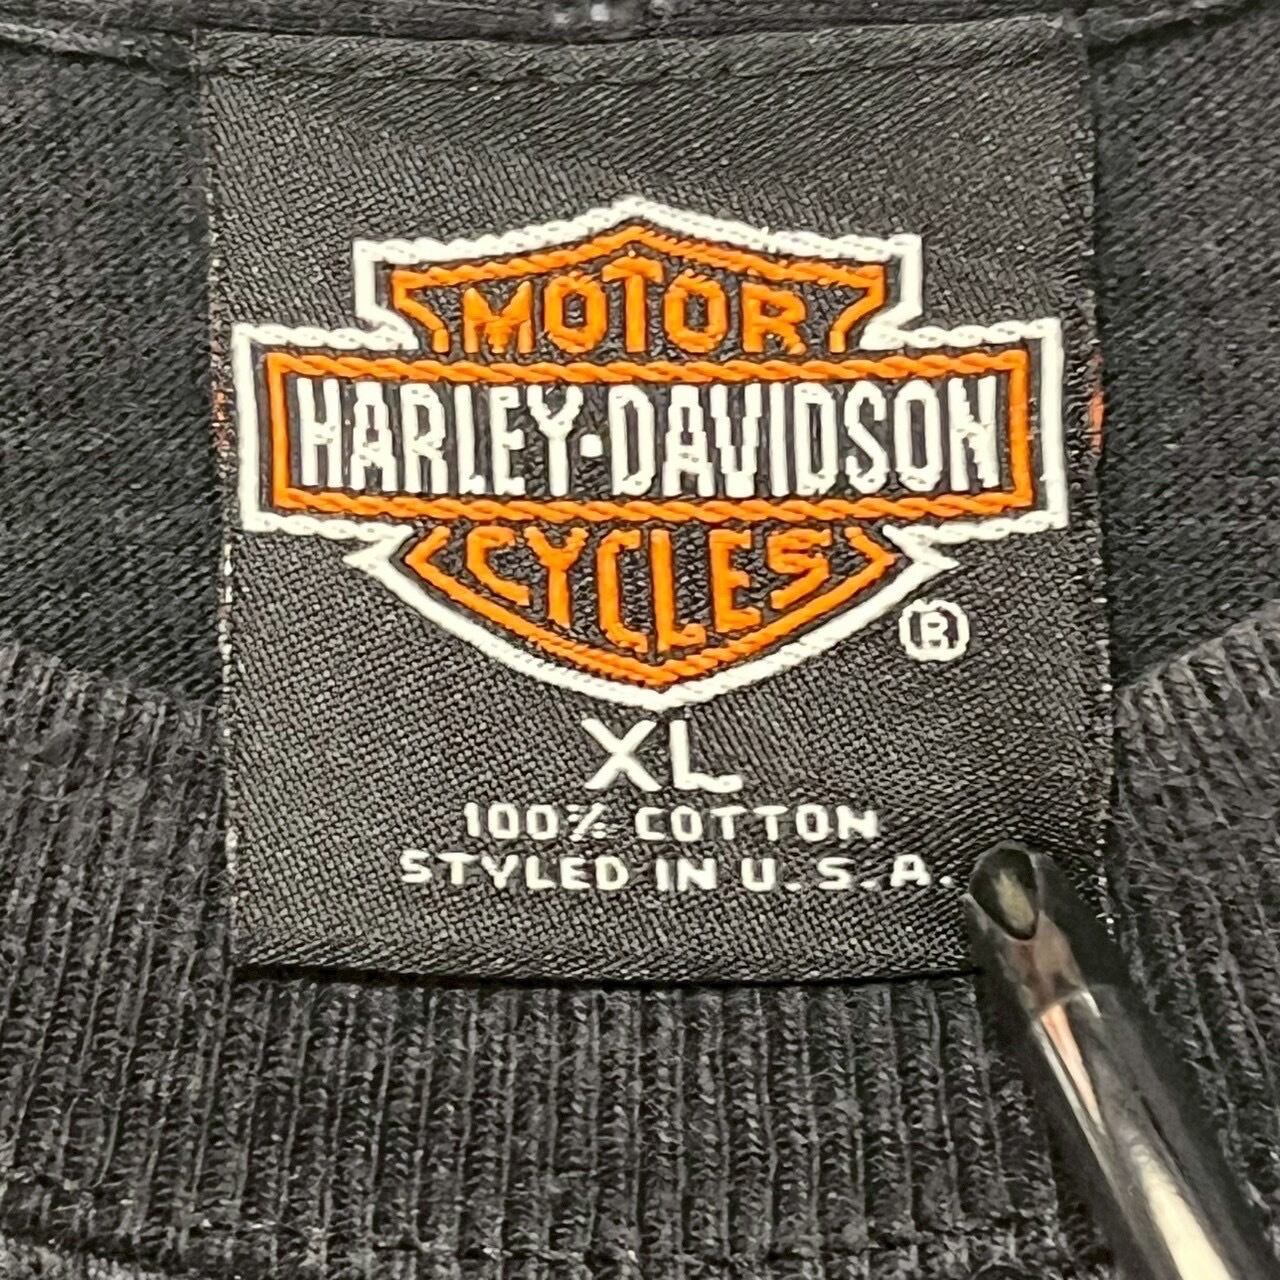 MOTOR
HARLEY-DAVIDSON
CYCLES
®
XL
100% COTTON
STYLED IN U.S.A.